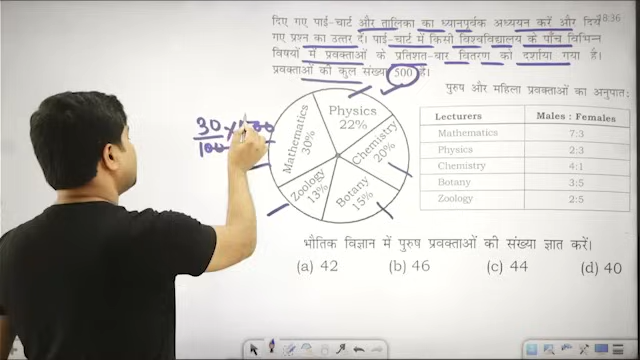 दिए गए पाई-चार्ट और तालिका का ध्यानपूर्वक अध्ययन करें और दिये
18:36
गए प्रश्न का उत्तर दें। पाई-चार्ट में किसी विश्वविद्यालय के पाँच विभिन्न
विषयों में प्रवक्ताओं के प्रतिशत-वार वितरण को दर्शाया गया है।
प्रवक्ताओं की कुल संख्या 500 है।
पुरुष और महिला प्रवक्ताओं का अनुपात:
30 × 500
100
Physics
22%
Chemistry
20%
Botany
15%
Zoology
13%
Mathematics
30%
Lecturers Males : Females
Mathematics 7:3
Physics 2:3
Chemistry 4:1
Botany 3:5
Zoology 2:5
भौतिक विज्ञान में पुरुष प्रवक्ताओं की संख्या ज्ञात करें।
(a) 42 (b) 46 (c) 44 (d) 40